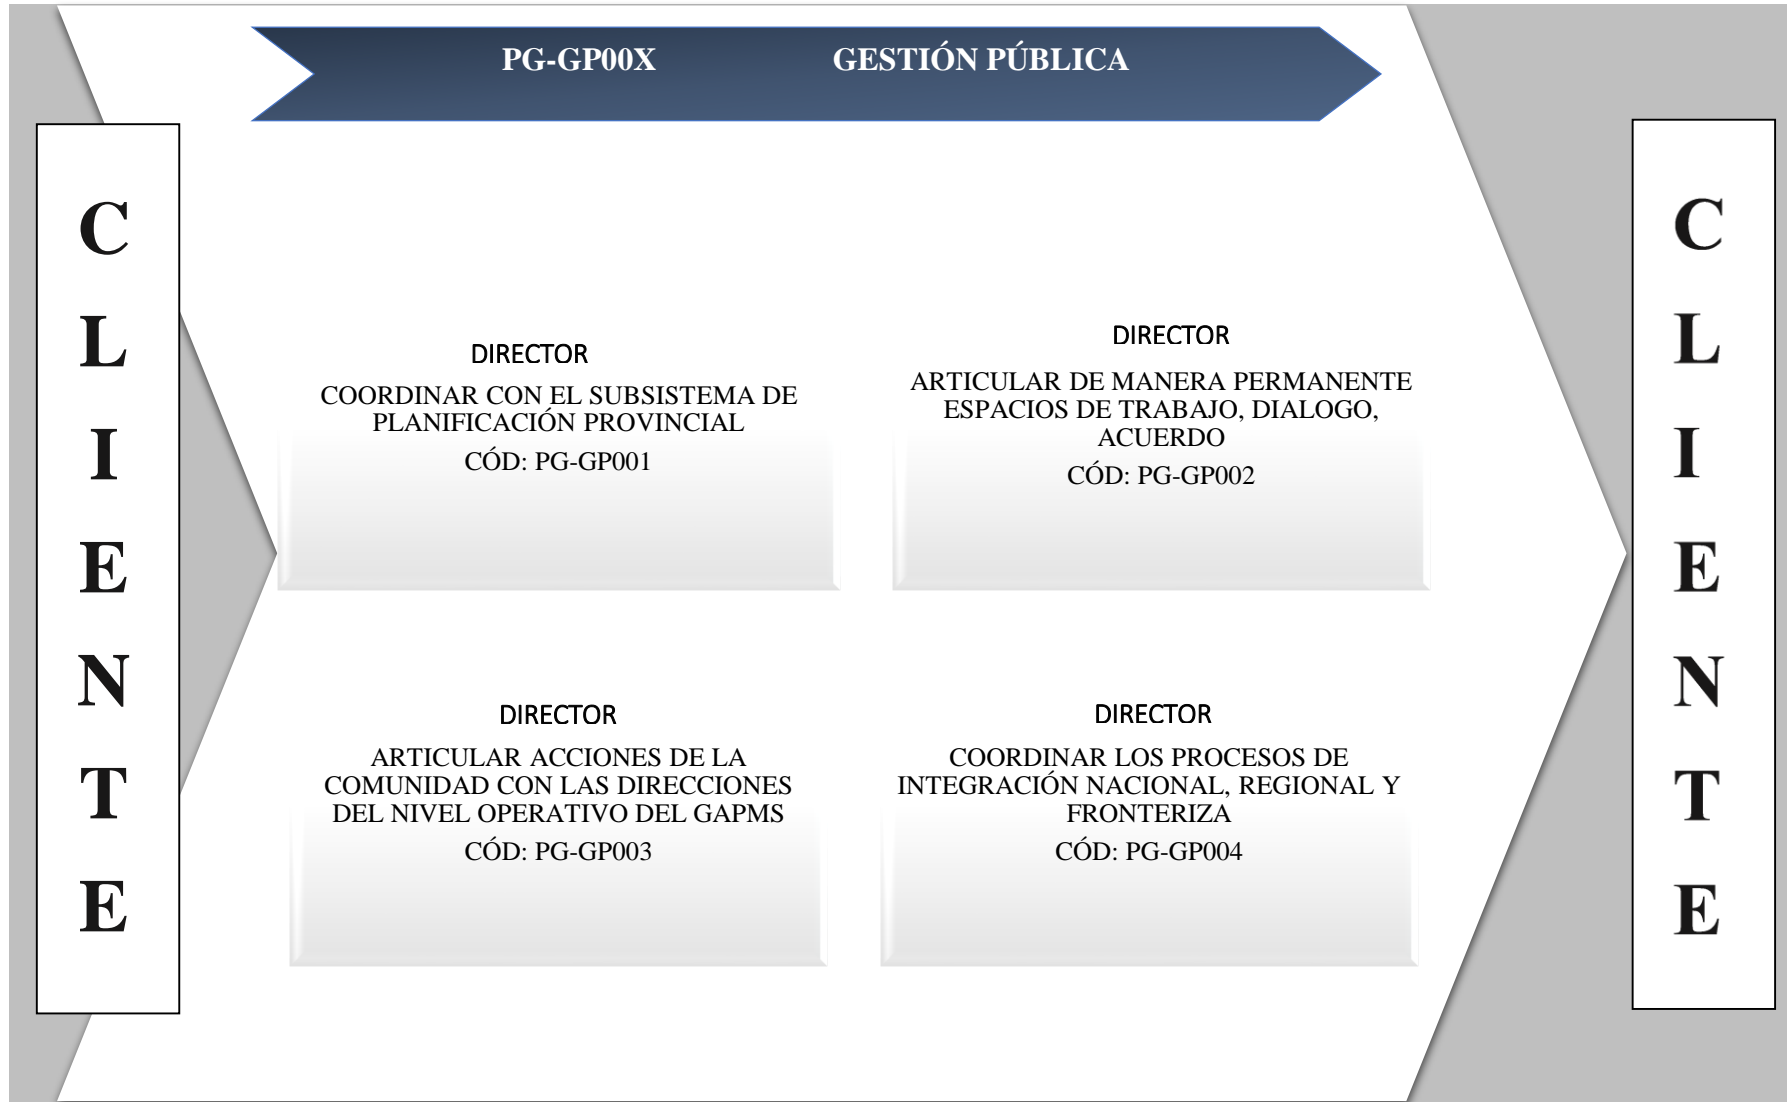 PG-GP00X GESTIÓN PÚBLICA
C
L
I
E
N
T
E
DIRECTOR
COORDINAR CON EL SUBSISTEMA DE
PLANIFICACIÓN PROVINCIAL
CÓD: PG-GP001
DIRECTOR
ARTICULAR DE MANERA PERMANENTE
ESPACIOS DE TRABAJO, DIALOGO,
ACUERDO
CÓD: PG-GP002
DIRECTOR
ARTICULAR ACCIONES DE LA
COMUNIDAD CON LAS DIRECCIONES
DEL NIVEL OPERATIVO DEL GAPMS
CÓD: PG-GP003
DIRECTOR
COORDINAR LOS PROCESOS DE
INTEGRACIÓN NACIONAL, REGIONAL Y
FRONTERIZA
CÓD: PG-GP004
C
L
I
E
N
T
E